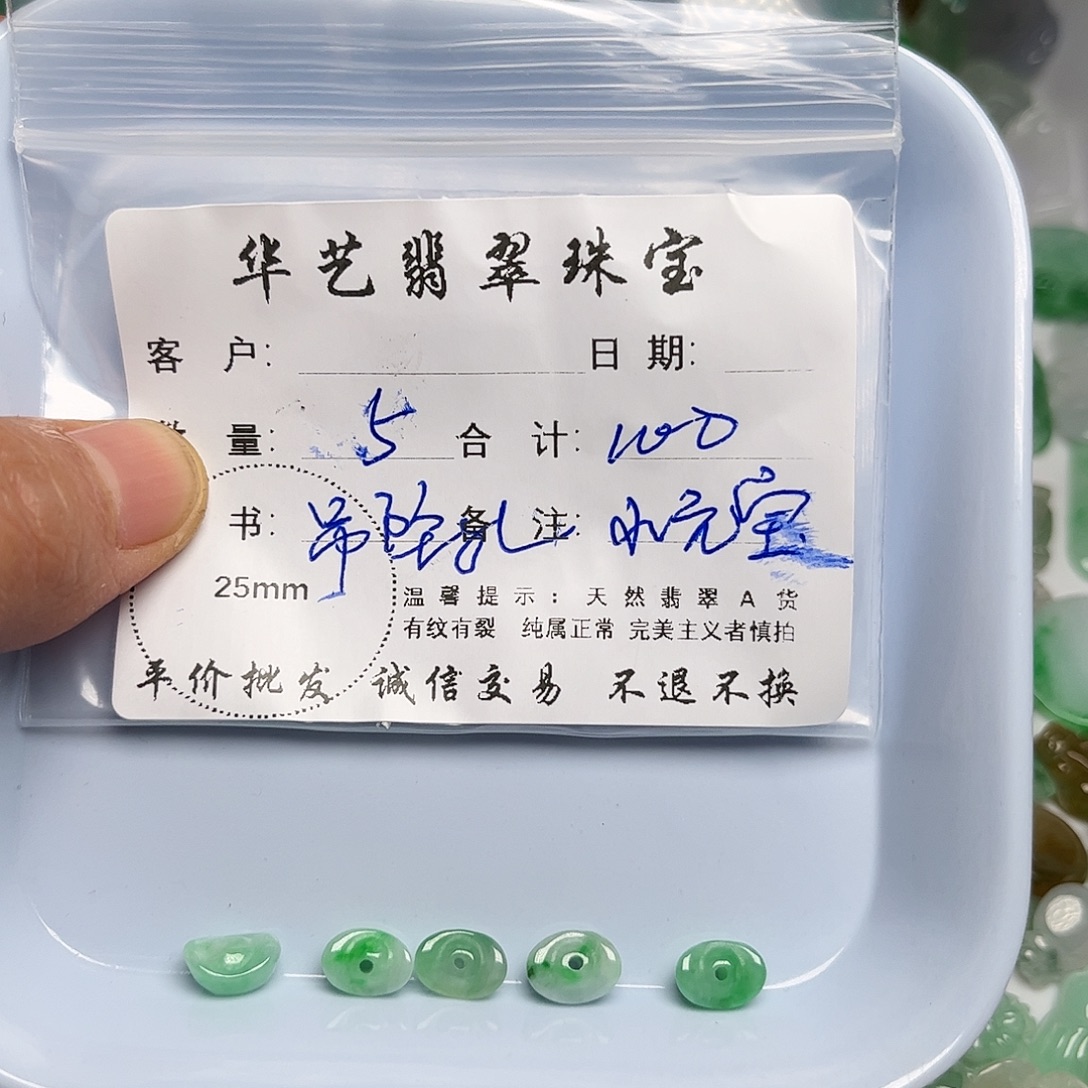 华艺翡翠珠宝
客 户: 日 期:
量: 5 合 计: 100
书: 吊坠孔 备 注: 小元宝
25mm
温馨提示:天然翡翠A货
有纹有裂 纯属正常 完美主义者慎拍
平价批发 诚信交易 不退不换